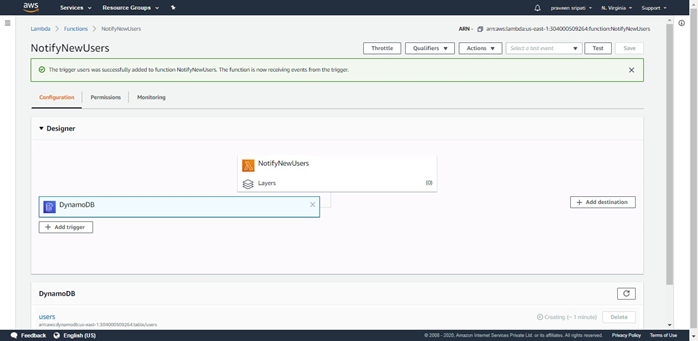 aws Services Resource Groups praveen sripati N. Virginia Support
Lambda Functions NotifyNewUsers ARN - arn:aws:lambda:us-east-1:304000509264:function:NotifyNewUsers
NotifyNewUsers Throttle Qualifiers Actions Select a test event Test Save
The trigger users was successfully added to function NotifyNewUsers. The function is now receiving events from the trigger.
Configuration Permissions Monitoring
Designer
NotifyNewUsers
Layers (0)
DynamoDB
+ Add destination
+ Add trigger
DynamoDB
users Creating (~ 1 minute) Delete
arn:aws:dynamodb:us-east-1:304000509264:table/users
Feedback English (US) © 2008 - 2020, Amazon Internet Services Private Ltd. or its affiliates. All rights reserved. Privacy Policy Terms of Use